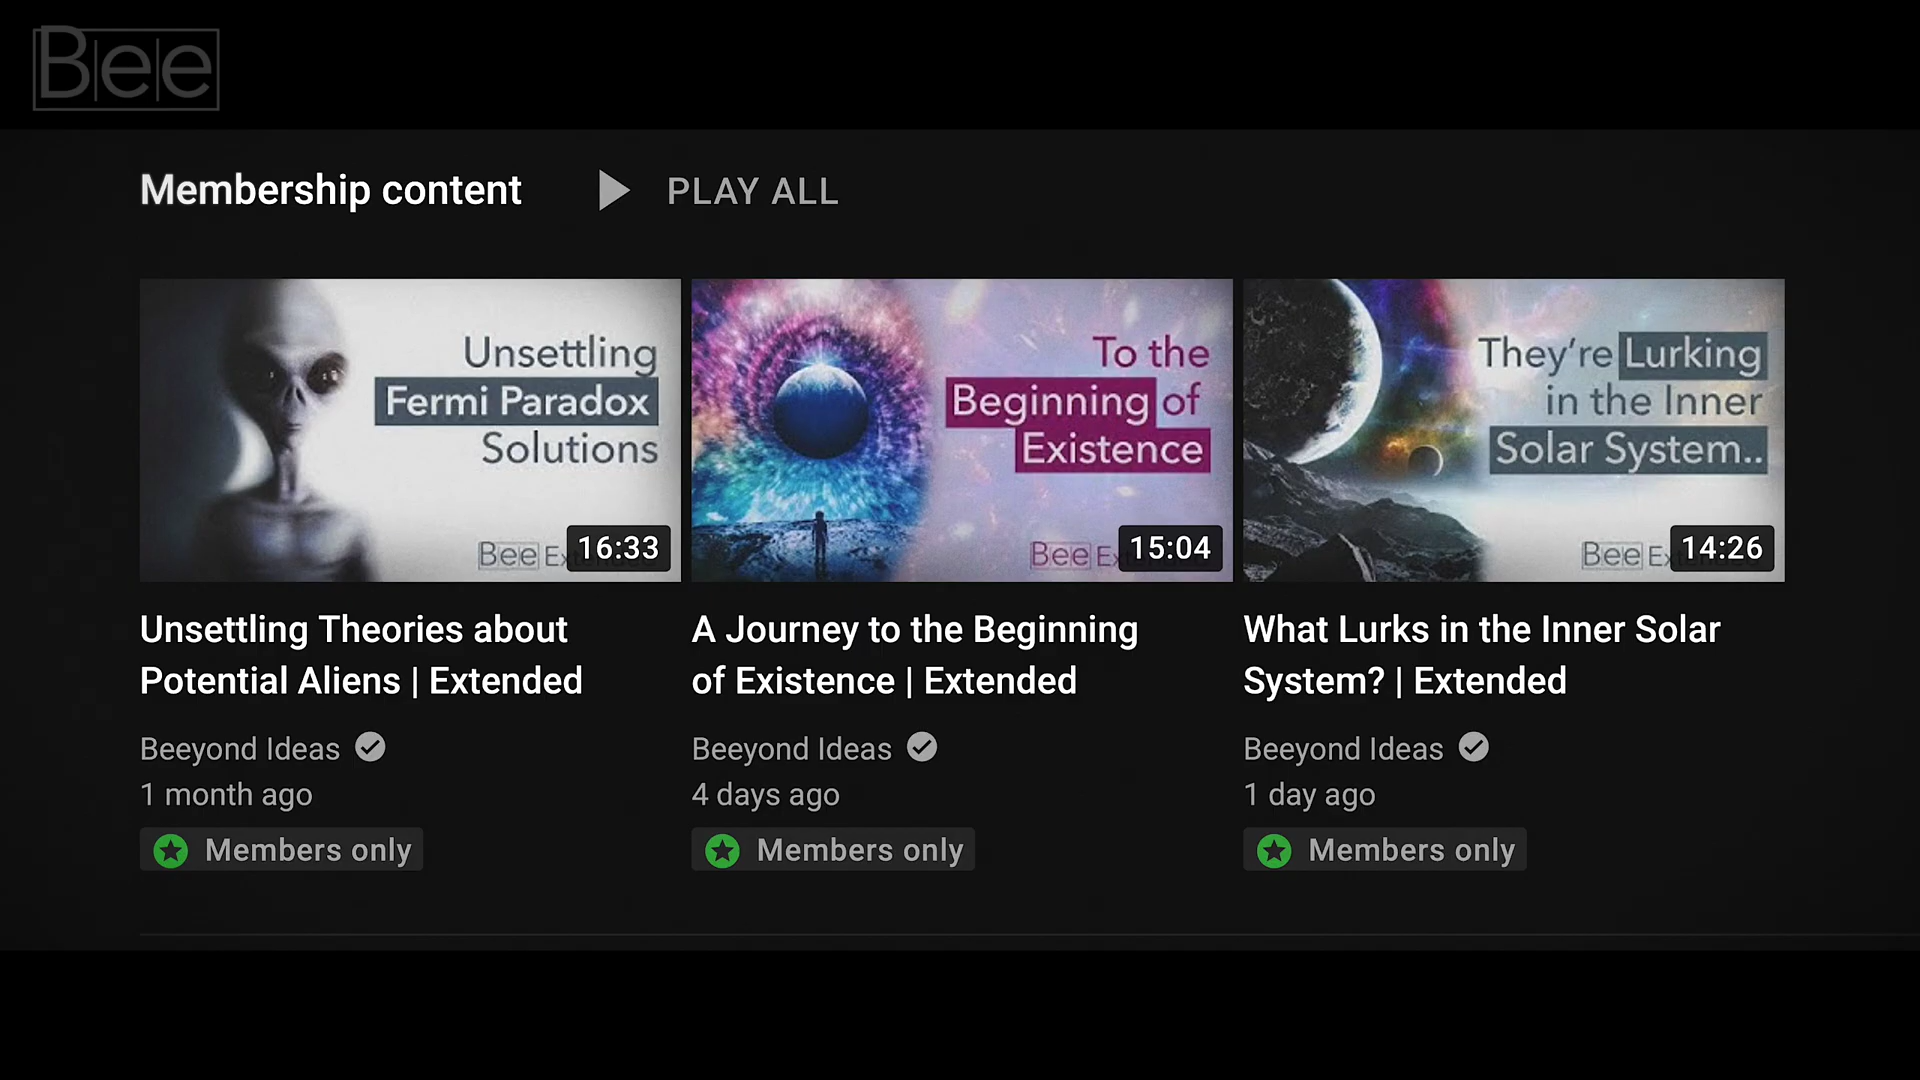 Bee
Membership content
PLAY ALL
Unsettling
Fermi Paradox
Solutions
Bee
16:33
To the
Beginning of
Existence
Bee
15:04
They're Lurking
in the Inner
Solar System..
Bee
14:26
Unsettling Theories about
Potential Aliens | Extended
Beeyond Ideas
1 month ago
Members only
A Journey to the Beginning
of Existence | Extended
Beeyond Ideas
4 days ago
Members only
What Lurks in the Inner Solar
System? | Extended
Beeyond Ideas
1 day ago
Members only